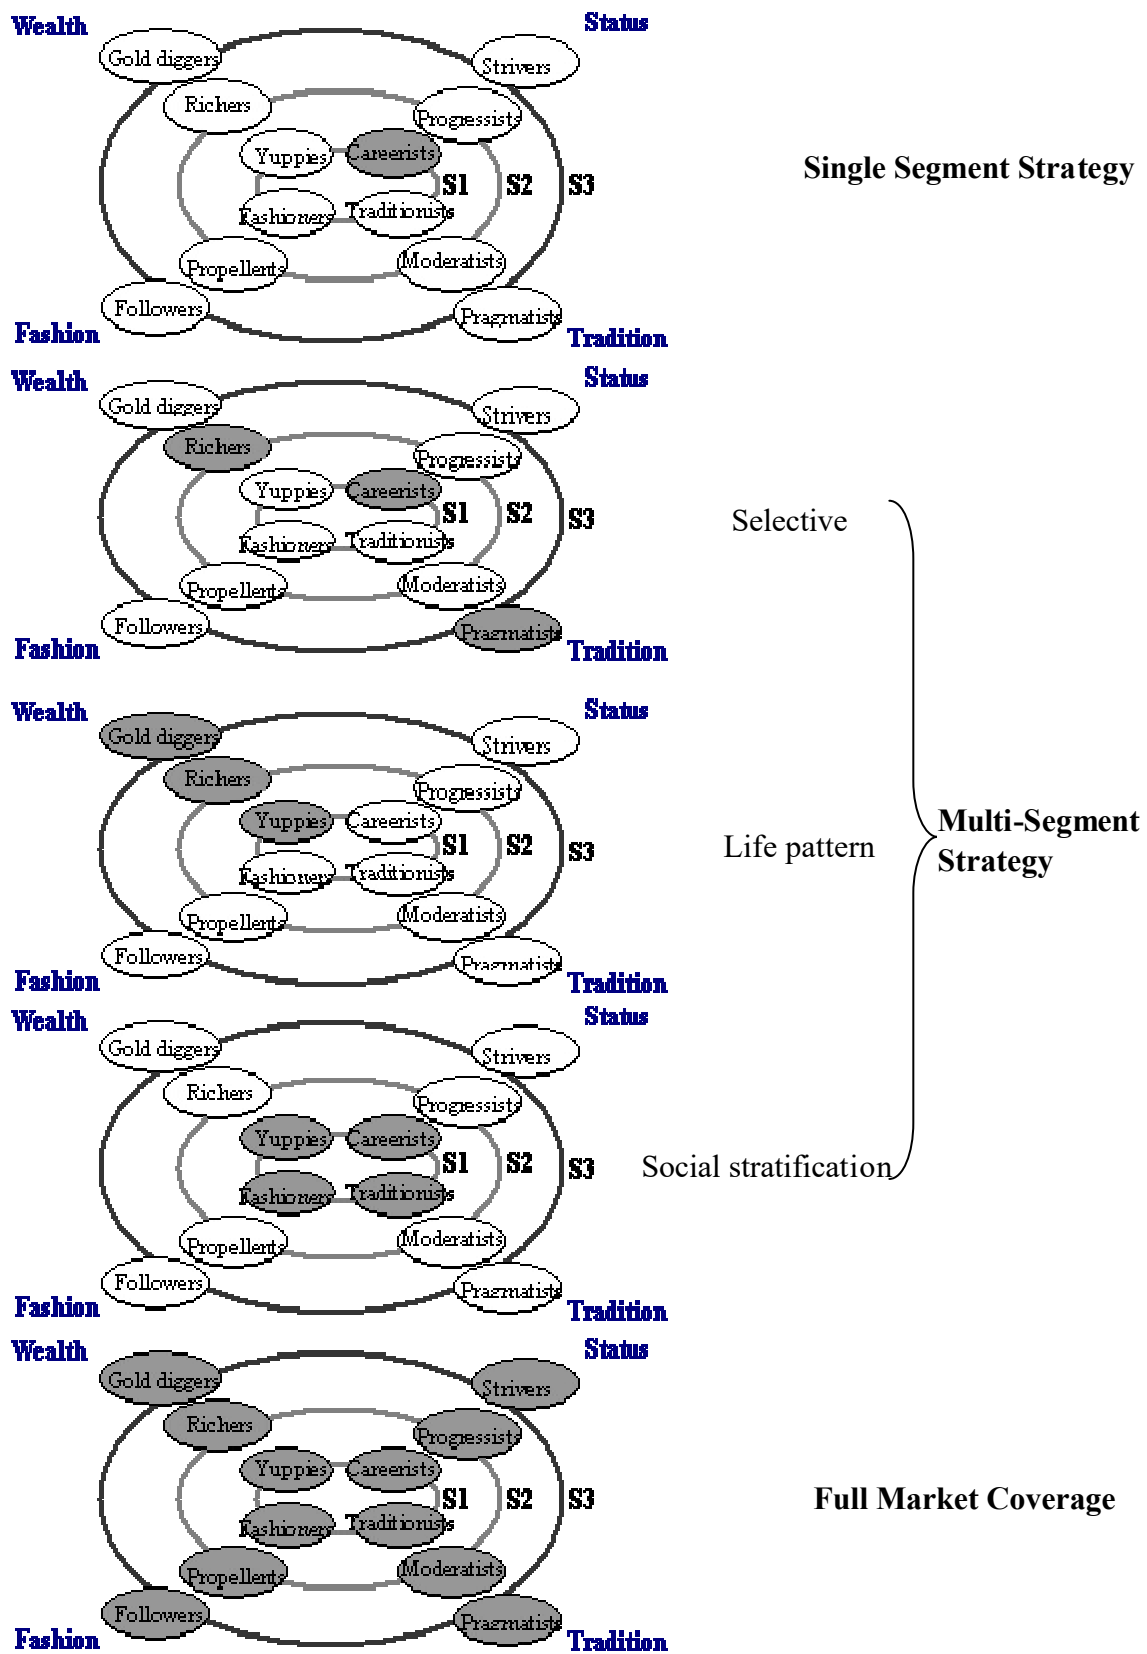 Wealth
Status
Gold diggers
Strivers
Richers
Progressists
Yuppies
Careerists
Single Segment Strategy
S1
S2
S3
Fashioners
Traditionists
Propellents
Moderatists
Followers
Pragmatists
Fashion
Tradition
Wealth
Status
Gold diggers
Strivers
Richers
Progressists
Yuppies
Careerists
S1
S2
S3
Selective
Fashioners
Traditionists
Propellents
Moderatists
Followers
Pragmatists
Fashion
Tradition
Wealth
Status
Gold diggers
Strivers
Richers
Progressists
Yuppies
Careerists
S1
S2
S3
Life pattern
Multi-Segment
Strategy
Fashioners
Traditionists
Propellents
Moderatists
Followers
Pragmatists
Fashion
Tradition
Wealth
Status
Gold diggers
Strivers
Richers
Progressists
Yuppies
Careerists
S1
S2
S3
Social stratification
Fashioners
Traditionists
Propellents
Moderatists
Followers
Pragmatists
Fashion
Tradition
Wealth
Status
Gold diggers
Strivers
Richers
Progressists
Yuppies
Careerists
S1
S2
S3
Full Market Coverage
Fashioners
Traditionists
Propellents
Moderatists
Followers
Pragmatists
Fashion
Tradition